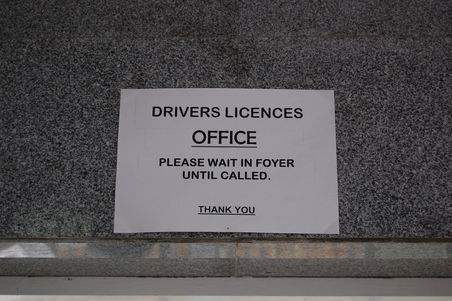 DRIVERS LICENCES
OFFICE
PLEASE WAIT IN FOYER
UNTIL CALLED.
THANK YOU